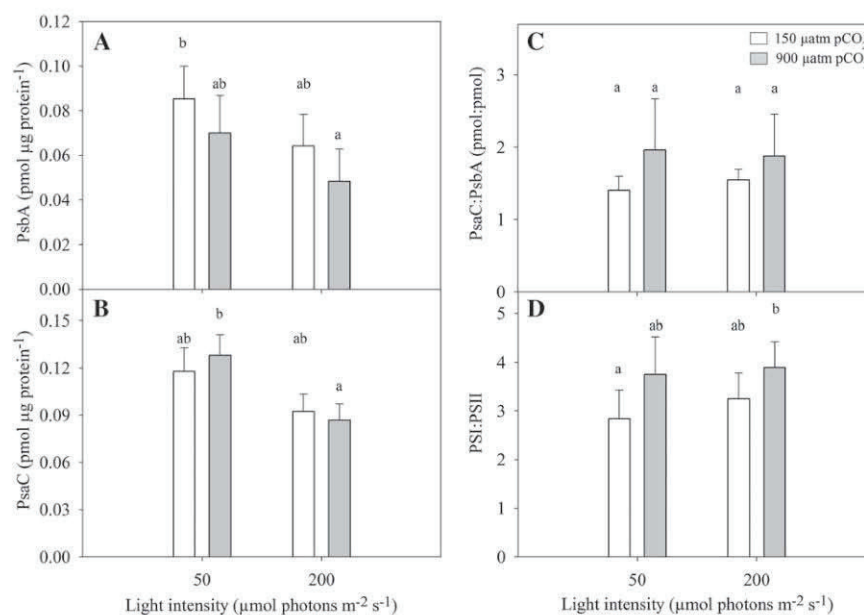 A
PsbA (pmol µg protein-1)
0.12
0.10
0.08
0.06
0.04
0.02
0.00
b
ab
ab
a
B
PsaC (pmol µg protein-1)
0.15
0.12
0.09
0.06
0.03
0.00
ab
b
ab
a
50
200
Light intensity (µmol photons m-2 s-1)
C
150 µatm pCO2
900 µatm pCO2
PsaC:PsbA (pmol:pmol)
3
2
1
0
a
a
a
a
D
PSI:PSII
5
4
3
2
1
0
a
ab
ab
b
50
200
Light intensity (µmol photons m-2 s-1)